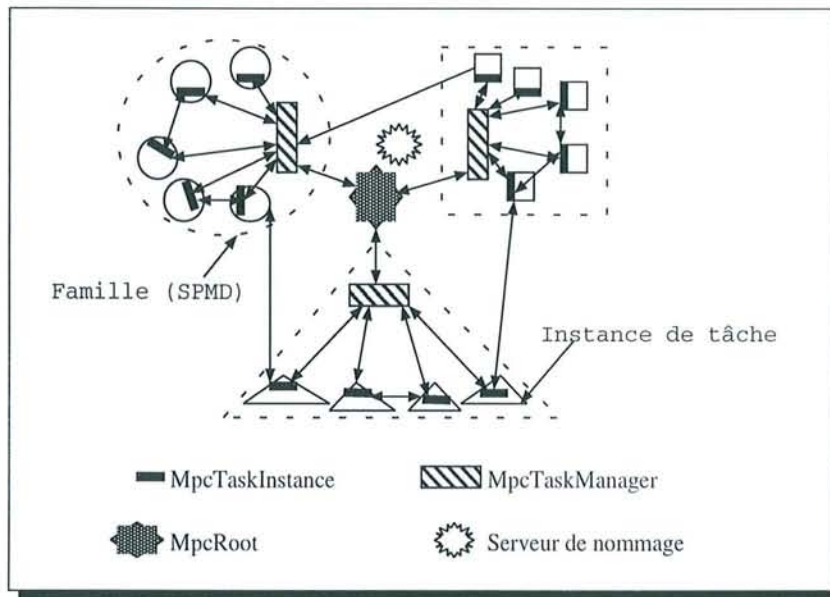 Famille (SPMD)
Instance de tâche
MpcTaskInstance
MpcTaskManager
MpcRoot
Serveur de nommage